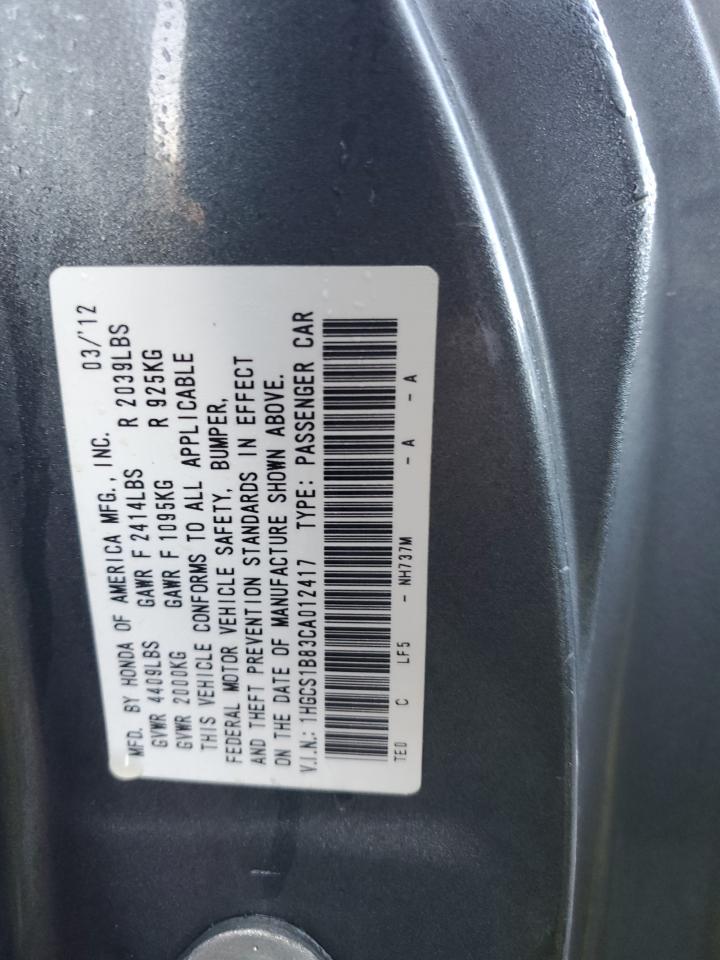 MFD. BY HONDA OF AMERICA MFG., INC. 03/'12
GVWR 4409LBS GAWR F 2414LBS R 2039LBS
GVWR 2000KG GAWR F 1095KG R 925KG
THIS VEHICLE CONFORMS TO ALL APPLICABLE
FEDERAL MOTOR VEHICLE SAFETY, BUMPER,
AND THEFT PREVENTION STANDARDS IN EFFECT
ON THE DATE OF MANUFACTURE SHOWN ABOVE.
V.I.N.: 1HGCS1B83CA012417 TYPE: PASSENGER CAR
TE0 C LF5 - NH737M - A - A